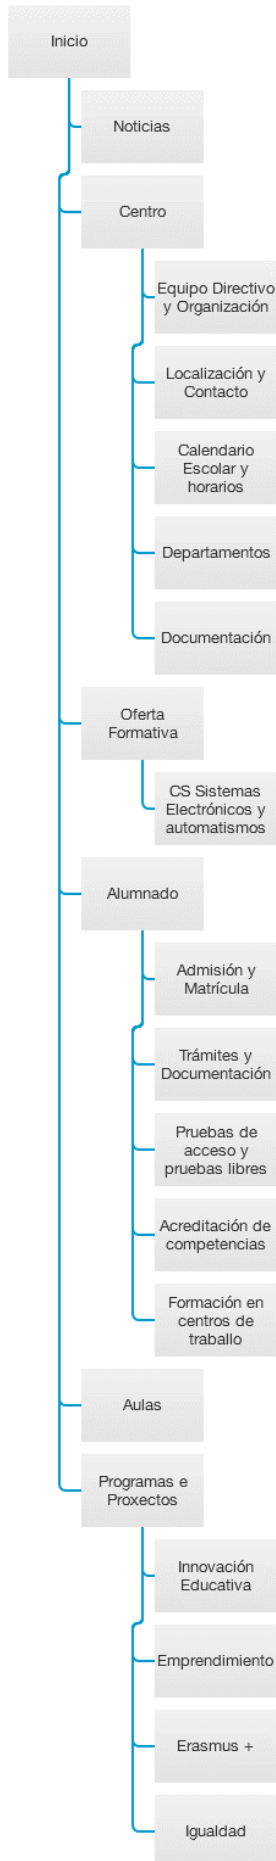 Inicio
Noticias
Centro
Equipo Directivo
y Organización
Localización y
Contacto
Calendario
Escolar y
horarios
Departamentos
Documentación
Oferta
Formativa
CS Sistemas
Electrónicos y
automatismos
Alumnado
Admisión y
Matrícula
Trámites y
Documentación
Pruebas de
acceso y
pruebas libres
Acreditación de
competencias
Formación en
centros de
traballo
Aulas
Programas e
Proxectos
Innovación
Educativa
Emprendimiento
Erasmus +
Igualdad